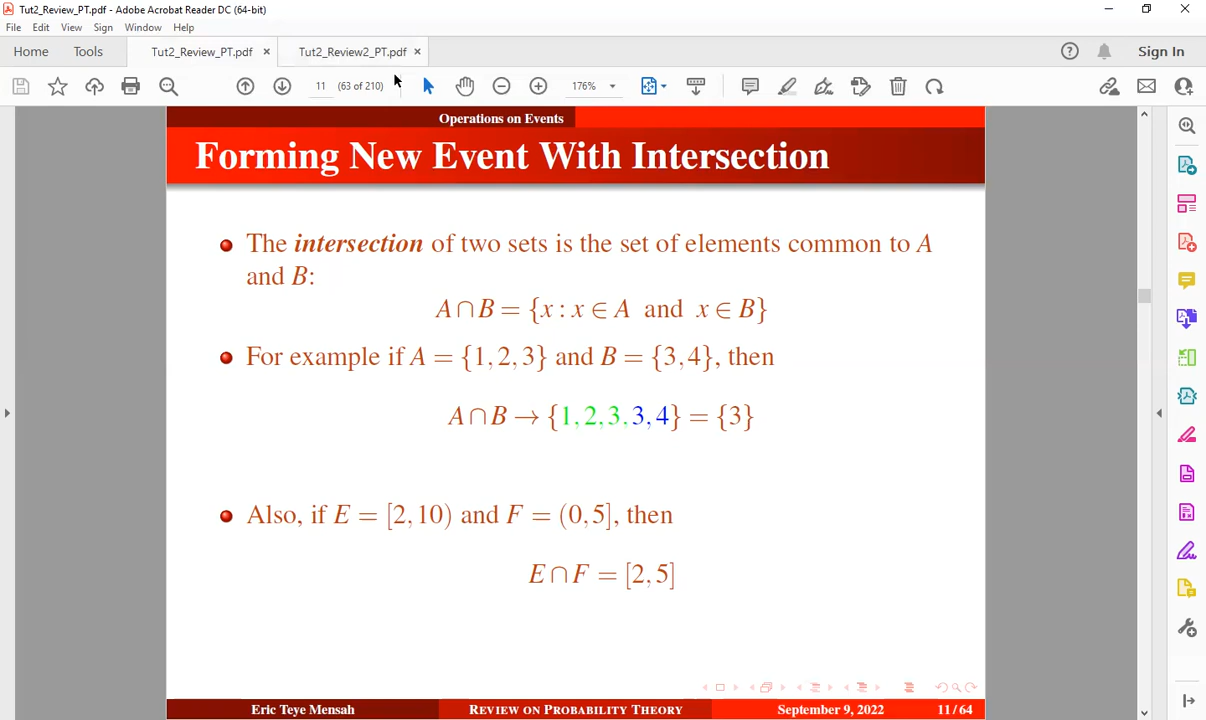 Tut2_Review_PT.pdf - Adobe Acrobat Reader DC (64-bit)
File Edit View Sign Window Help
Home Tools Tut2_Review_PT.pdf × Tut2_Review2_PT.pdf × Sign In
11 (63 of 210) 176%
Operations on Events
Forming New Event With Intersection
The intersection of two sets is the set of elements common to A
and B:
A ∩ B = {x : x ∈ A and x ∈ B}
For example if A = {1, 2, 3} and B = {3, 4}, then
A ∩ B → {1, 2, 3, 3, 4} = {3}
Also, if E = [2, 10) and F = (0, 5], then
E ∩ F = [2, 5]
Eric Teye Mensah REVIEW ON PROBABILITY THEORY September 9, 2022 11 / 64